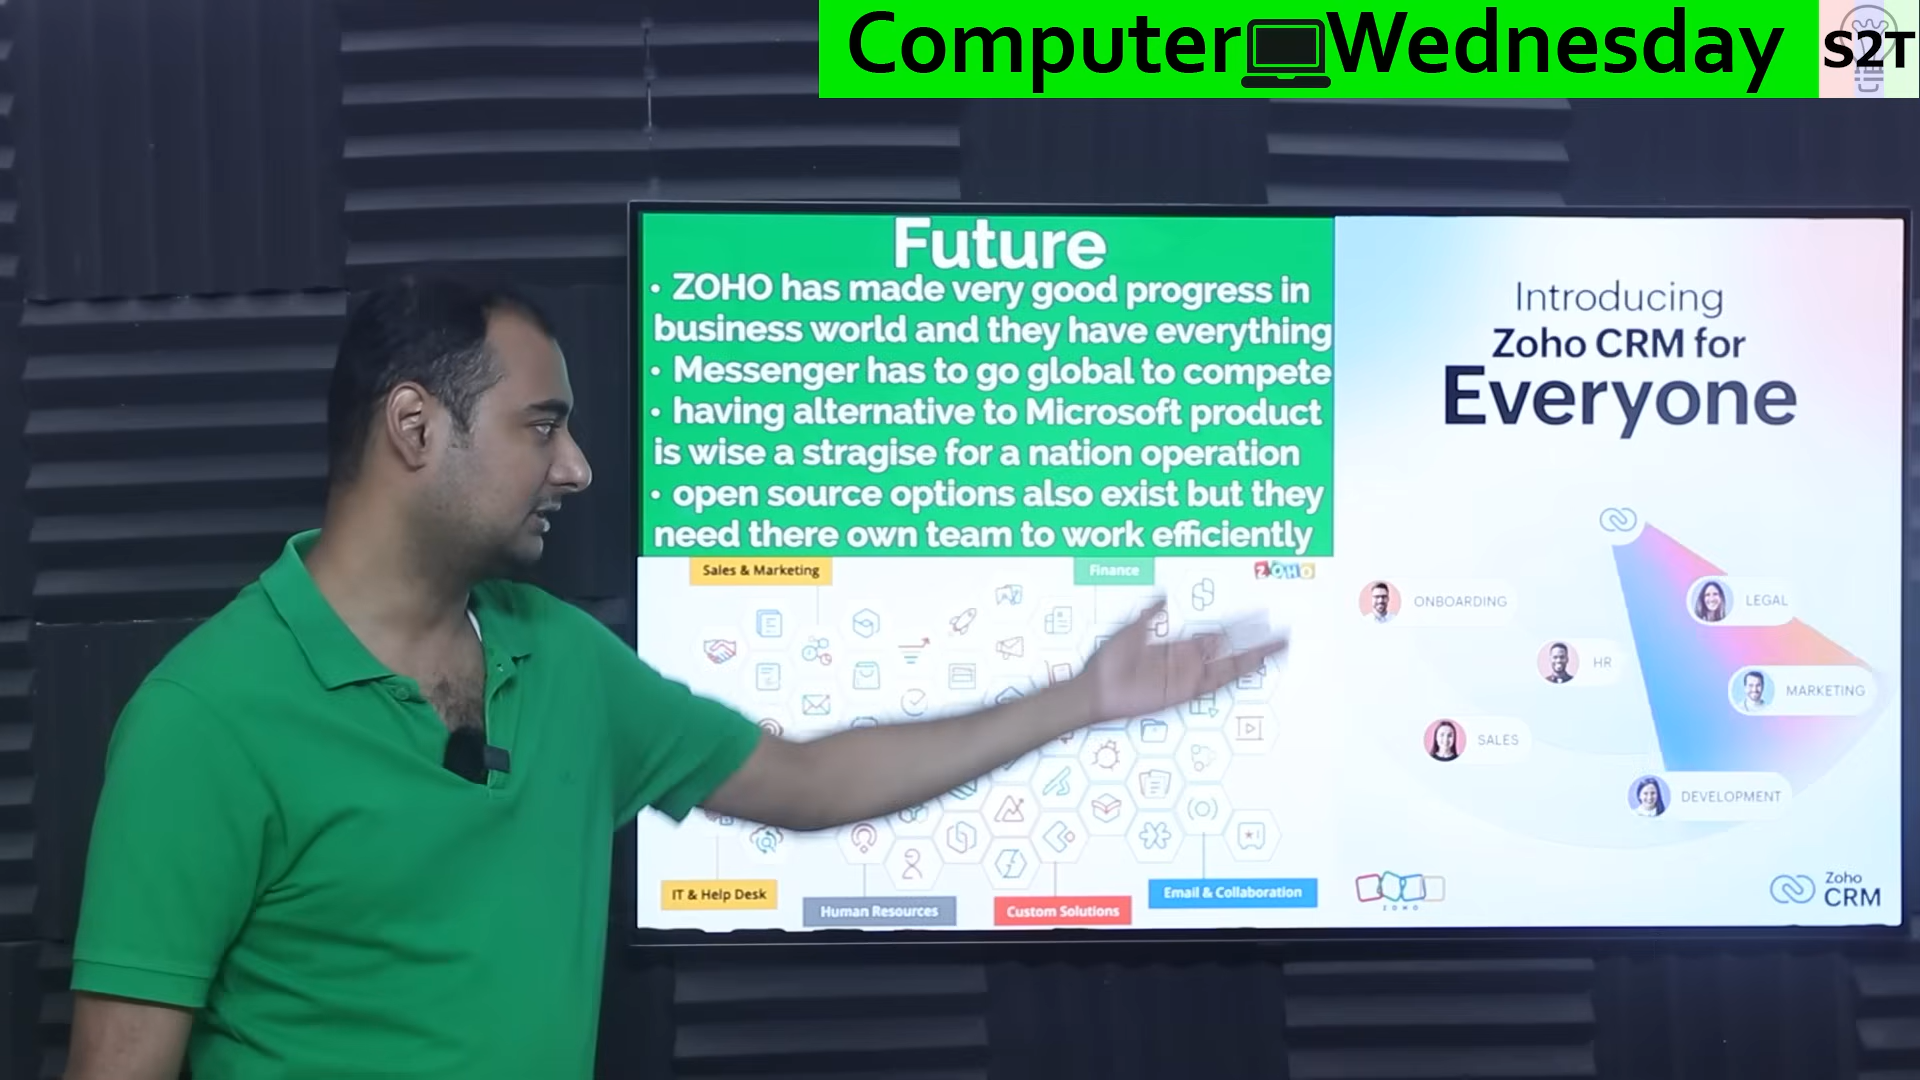 Computer Wednesday
S2T
Future
• ZOHO has made very good progress in
business world and they have everything
• Messenger has to go global to compete
• having alternative to Microsoft product
is wise a stragise for a nation operation
• open source options also exist but they
need there own team to work efficiently
Sales & Marketing
Finance
ZOHO
IT & Help Desk
Human Resources
Custom Solutions
Email & Collaboration
Introducing
Zoho CRM for
Everyone
ONBOARDING
LEGAL
HR
MARKETING
SALES
DEVELOPMENT
ZOHO
Zoho
CRM